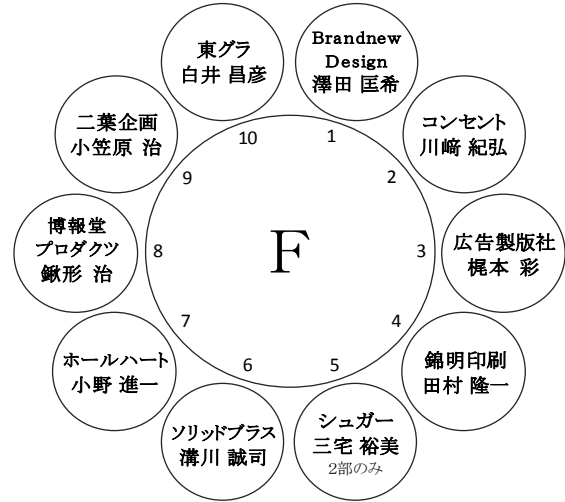 東グラ
白井 昌彦
Brandnew
Design
澤田 匡希
コンセント
川﨑 紀弘
広告製版社
梶本 彩
錦明印刷
田村 隆一
シュガー
三宅 裕美
2部のみ
ソリッドブラス
溝川 誠司
ホールハート
小野 進一
博報堂
プロダクツ
鍬形 治
二葉企画
小笠原 治
10
1
2
3
4
5
6
7
8
9
F